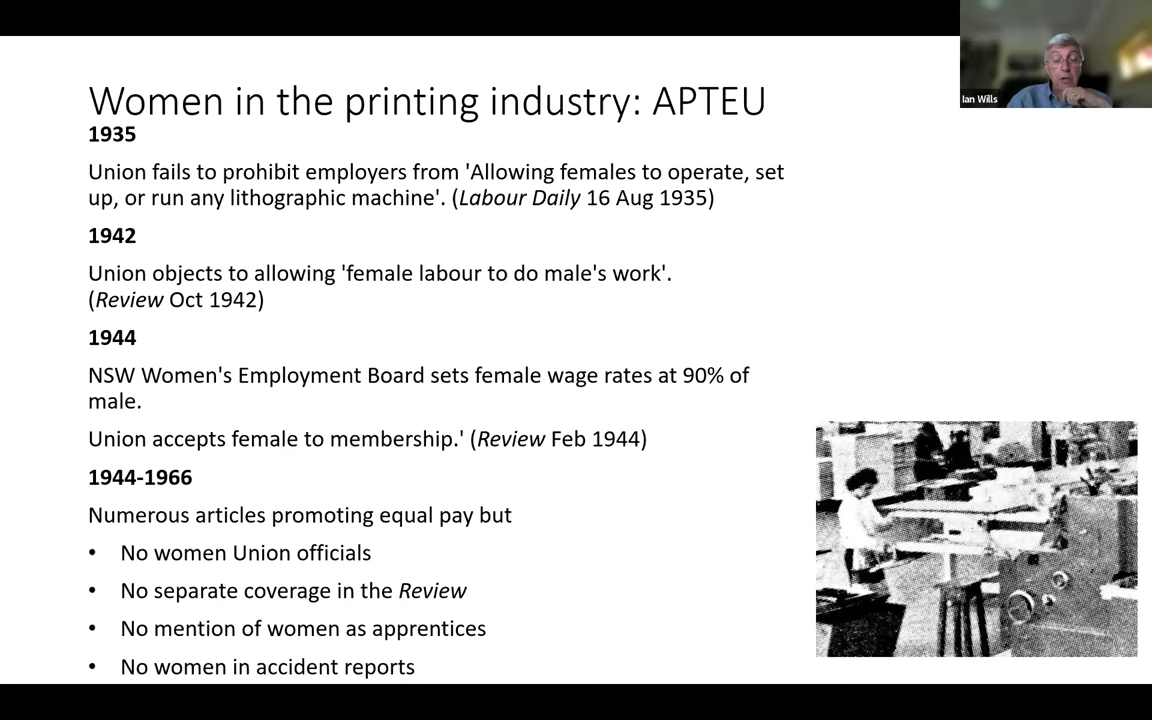 Women in the printing industry: APTEU
Ian Wills
1935
Union fails to prohibit employers from 'Allowing females to operate, set
up, or run any lithographic machine'. (Labour Daily 16 Aug 1935)
1942
Union objects to allowing 'female labour to do male's work'.
(Review Oct 1942)
1944
NSW Women's Employment Board sets female wage rates at 90% of
male.
Union accepts female to membership.' (Review Feb 1944)
1944-1966
Numerous articles promoting equal pay but
• No women Union officials
• No separate coverage in the Review
• No mention of women as apprentices
• No women in accident reports